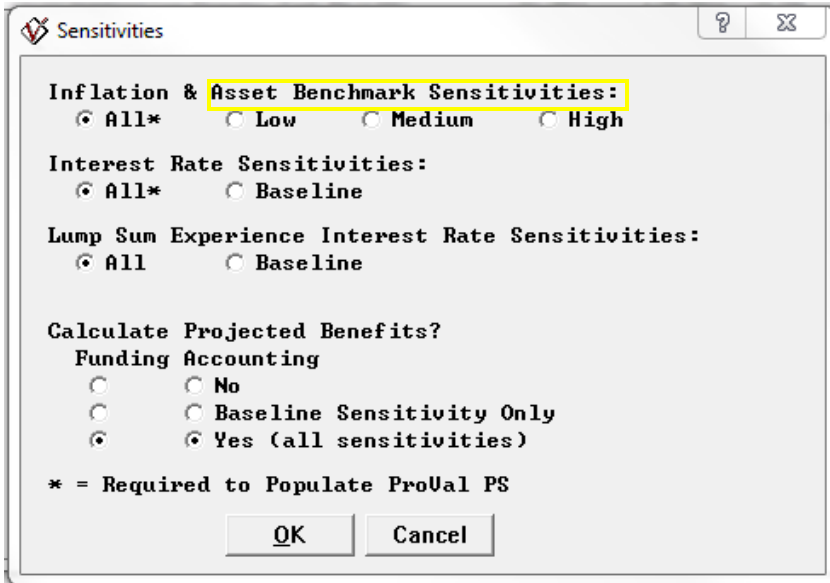 Sensitivities
Inflation & Asset Benchmark Sensitivities:
All* Low Medium High
Interest Rate Sensitivities:
All* Baseline
Lump Sum Experience Interest Rate Sensitivities:
All Baseline
Calculate Projected Benefits?
Funding Accounting
No
Baseline Sensitivity Only
Yes (all sensitivities)
* = Required to Populate ProVal PS
OK Cancel